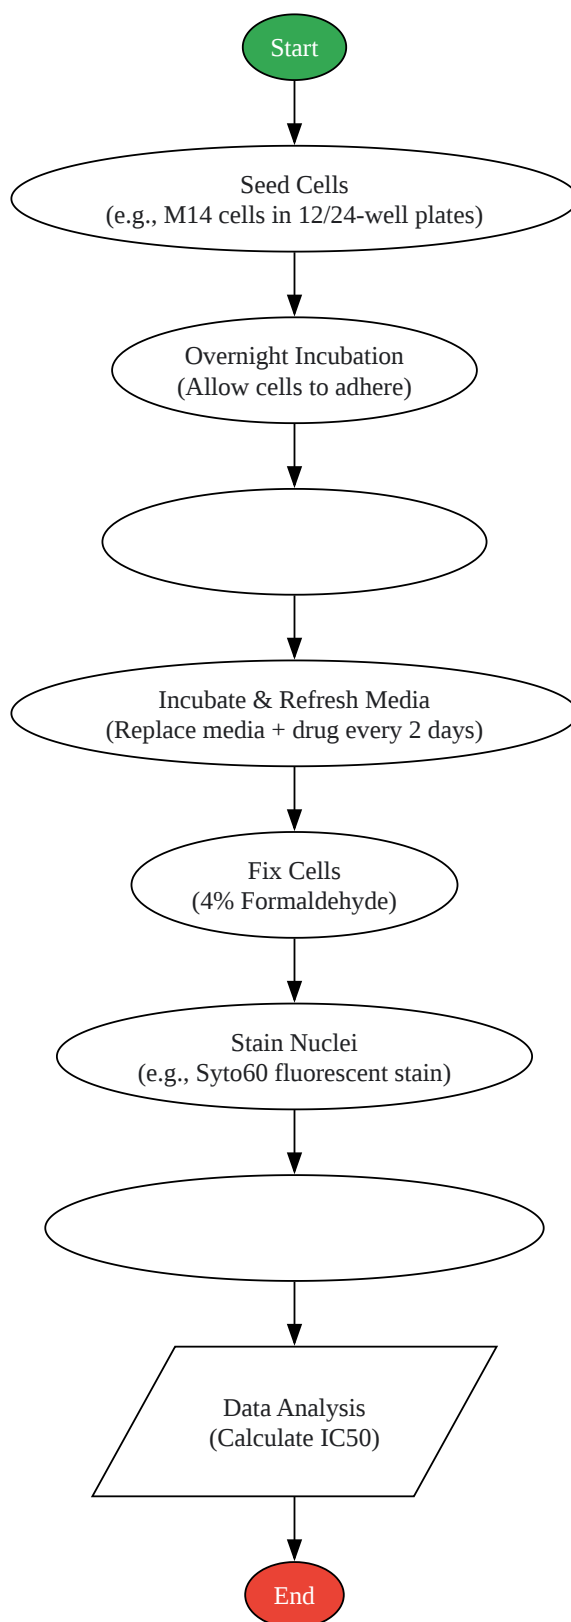 Start
Seed Cells
(e.g., M14 cells in 12/24-well plates)
Overnight Incubation
(Allow cells to adhere)
Incubate & Refresh Media
(Replace media + drug every 2 days)
Fix Cells
(4% Formaldehyde)
Stain Nuclei
(e.g., Syto60 fluorescent stain)
Data Analysis
(Calculate IC50)
End